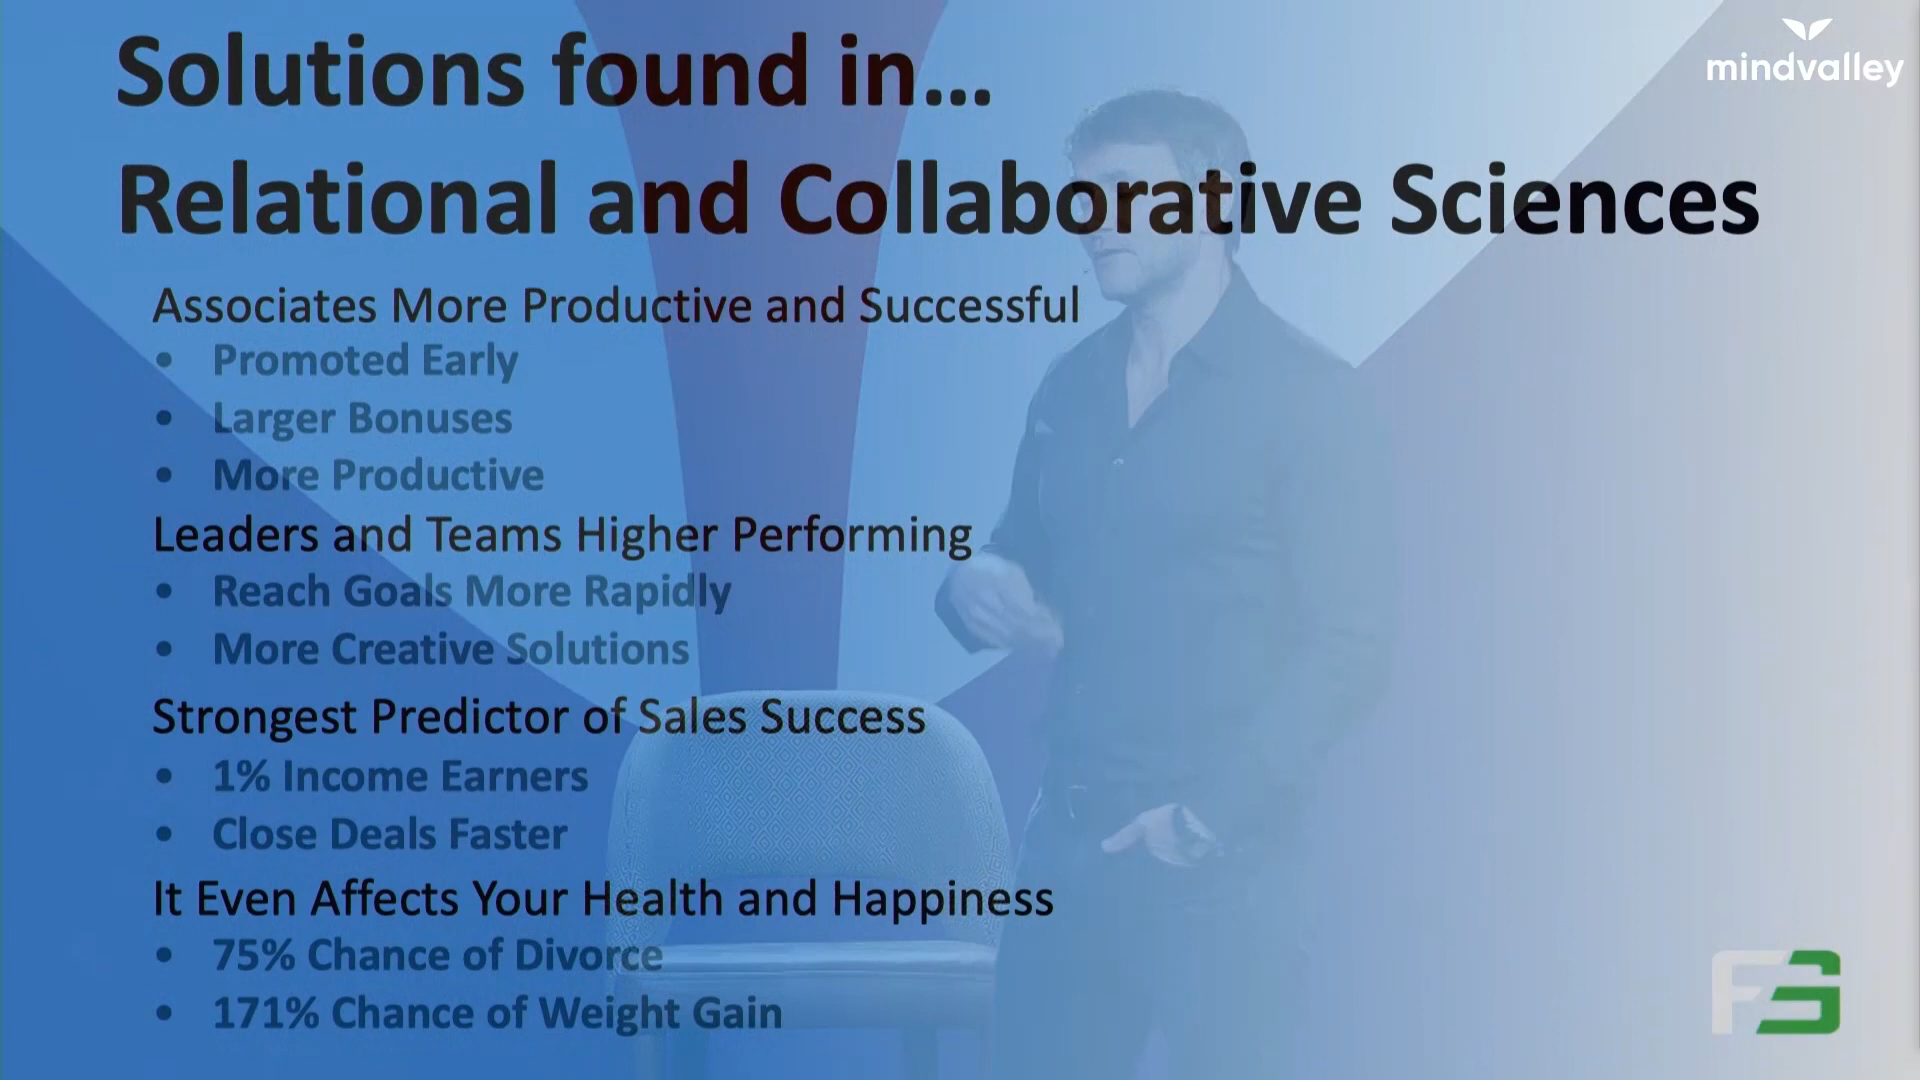 mindvalley
Solutions found in...
Relational and Collaborative Sciences
Associates More Productive and Successful
• Promoted Early
• Larger Bonuses
• More Productive
Leaders and Teams Higher Performing
• Reach Goals More Rapidly
• More Creative Solutions
Strongest Predictor of Sales Success
• 1% Income Earners
• Close Deals Faster
It Even Affects Your Health and Happiness
• 75% Chance of Divorce
• 171% Chance of Weight Gain